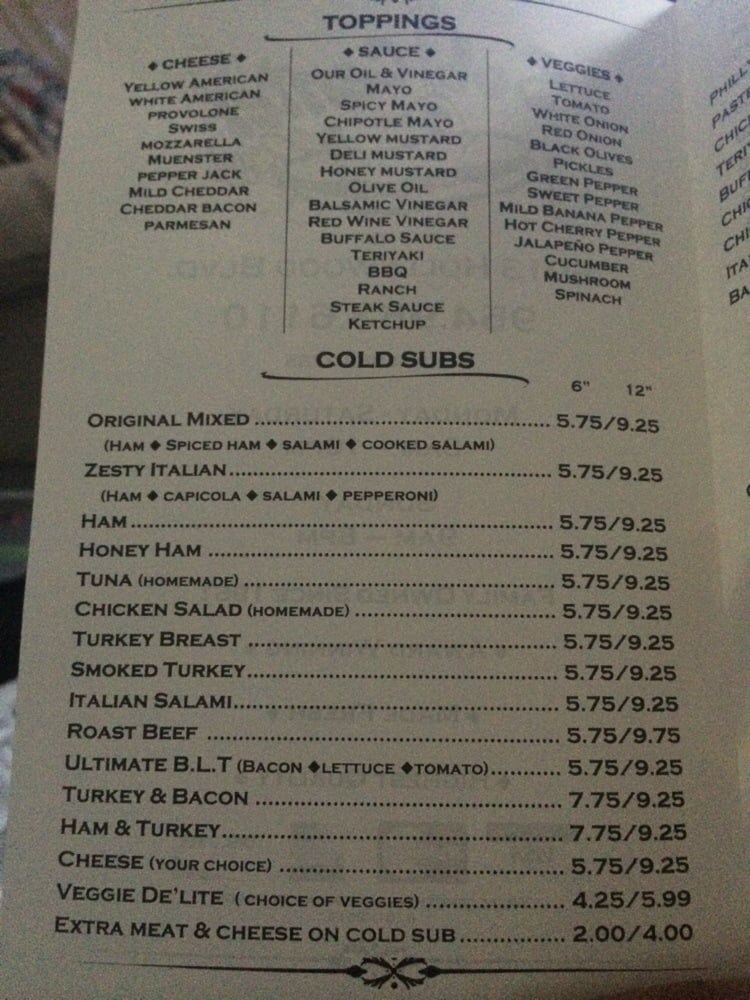 TOPPINGS
◆ CHEESE ◆
YELLOW AMERICAN
WHITE AMERICAN
PROVOLONE
SWISS
MOZZARELLA
MUENSTER
PEPPER JACK
MILD CHEDDAR
CHEDDAR BACON
PARMESAN
◆ SAUCE ◆
OUR OIL & VINEGAR
MAYO
SPICY MAYO
CHIPOTLE MAYO
YELLOW MUSTARD
DELI MUSTARD
HONEY MUSTARD
OLIVE OIL
BALSAMIC VINEGAR
RED WINE VINEGAR
BUFFALO SAUCE
TERIYAKI
BBQ
RANCH
STEAK SAUCE
KETCHUP
◆ VEGGIES ◆
LETTUCE
TOMATO
WHITE ONION
RED ONION
BLACK OLIVES
PICKLES
GREEN PEPPER
SWEET PEPPER
MILD BANANA PEPPER
HOT CHERRY PEPPER
JALAPEÑO PEPPER
CUCUMBER
MUSHROOM
SPINACH
COLD SUBS
6" 12"
ORIGINAL MIXED ........ 5.75/9.25
(HAM ◆ SPICED HAM ◆ SALAMI ◆ COOKED SALAMI)
ZESTY ITALIAN ........ 5.75/9.25
(HAM ◆ CAPICOLA ◆ SALAMI ◆ PEPPERONI)
HAM ........ 5.75/9.25
HONEY HAM ........ 5.75/9.25
TUNA (HOMEMADE) ........ 5.75/9.25
CHICKEN SALAD (HOMEMADE) ........ 5.75/9.25
TURKEY BREAST ........ 5.75/9.25
SMOKED TURKEY ........ 5.75/9.25
ITALIAN SALAMI ........ 5.75/9.25
ROAST BEEF ........ 5.75/9.75
ULTIMATE B.L.T (BACON ◆LETTUCE ◆TOMATO) ........ 5.75/9.25
TURKEY & BACON ........ 7.75/9.25
HAM & TURKEY ........ 7.75/9.25
CHEESE (YOUR CHOICE) ........ 5.75/9.25
VEGGIE DE'LITE ( CHOICE OF VEGGIES) ........ 4.25/5.99
EXTRA MEAT & CHEESE ON COLD SUB ........ 2.00/4.00